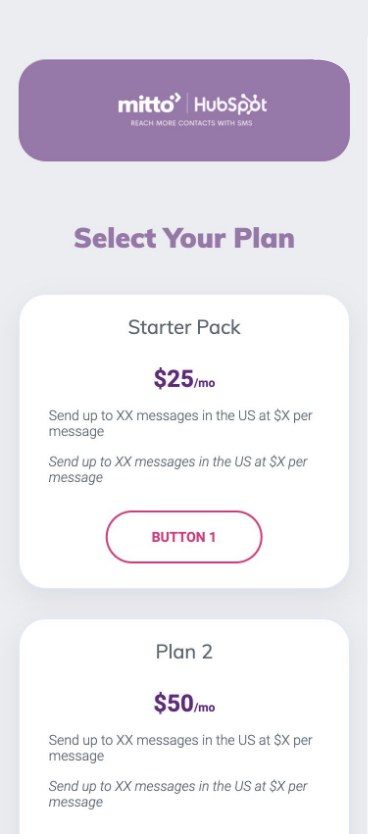 mitto | HubSpot
REACH MORE CONTACTS WITH SMS
Select Your Plan
Starter Pack
$25/mo
Send up to XX messages in the US at $X per
message
Send up to XX messages in the US at $X per
message
BUTTON 1
Plan 2
$50/mo
Send up to XX messages in the US at $X per
message
Send up to XX messages in the US at $X per
message